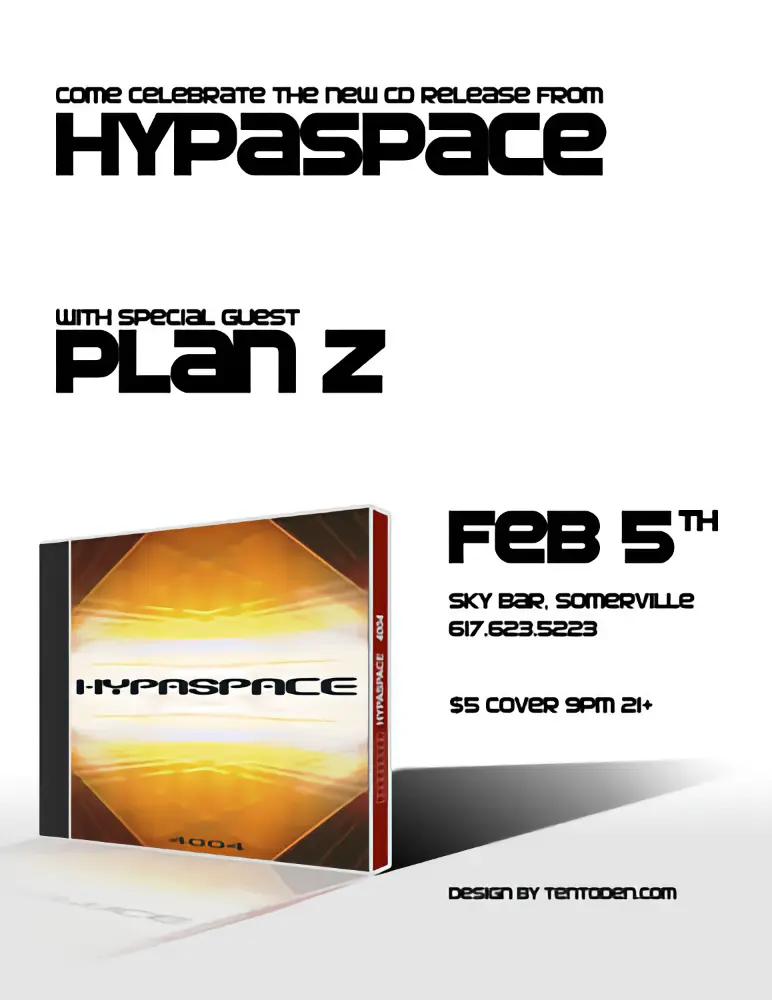 COME CELEBRATE THE NEW CD RELEASE FROM
HYPASPACE
WITH SPECIAL GUEST
PLAN Z
FEB 5TH
SKY BAR, SOMERVILLE
617.623.5223
$5 COVER 9PM 21+
HYPASPACE
4004
HYPASPACE 4004
DESIGN BY TENTODEN.COM